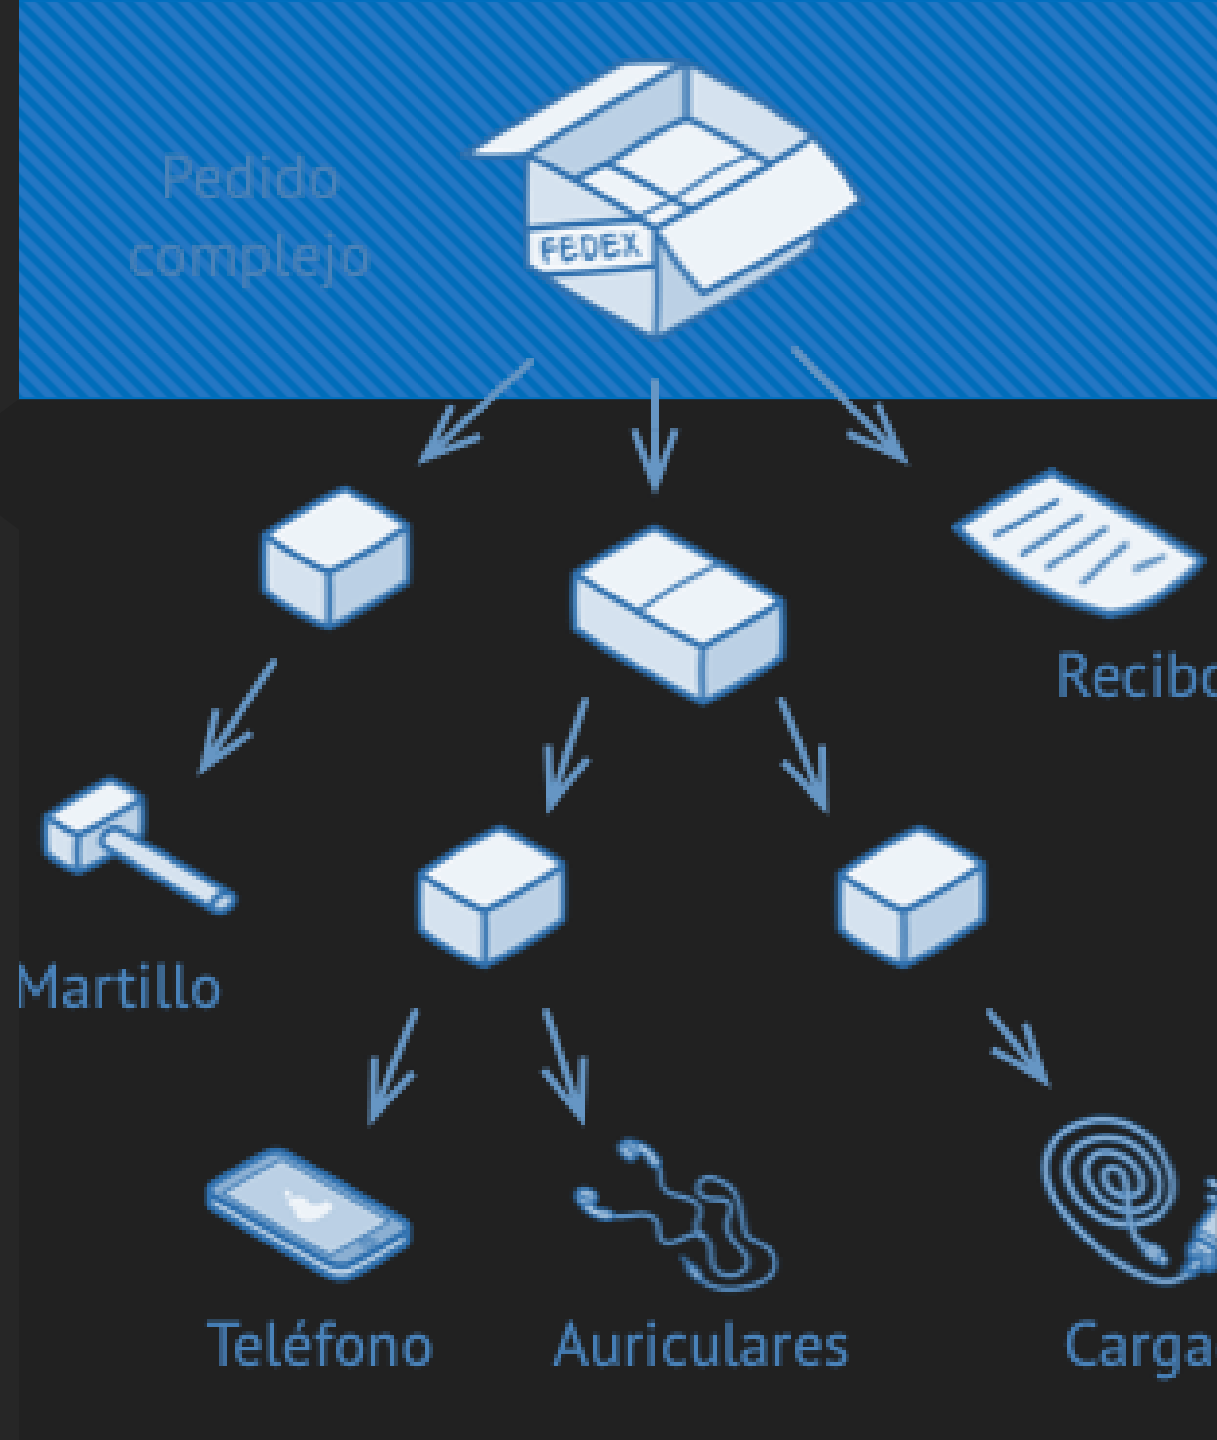 Pedido
complejo
FEDEX
Recibo
Martillo
Teléfono
Auriculares
Carga